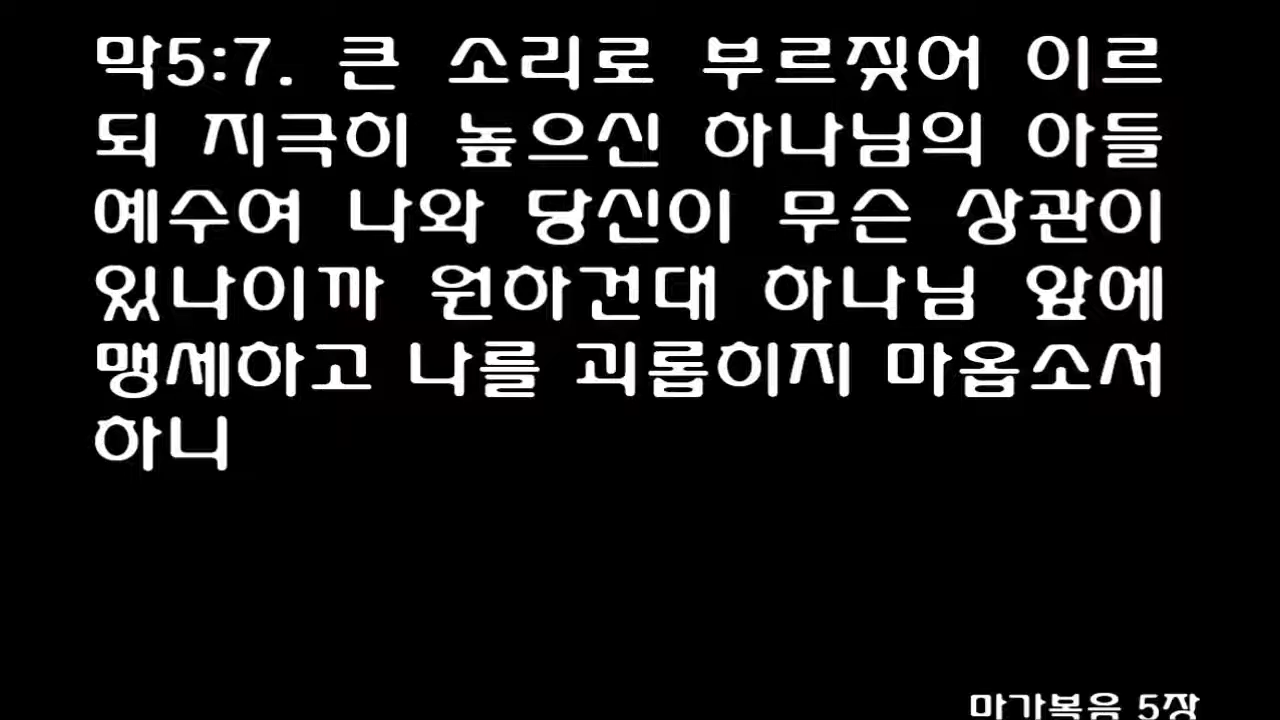 막5:7. 큰 소리로 부르짖어 이르
되 지극히 높으신 하나님의 아들
예수여 나와 당신이 무슨 상관이
있나이까 원하건대 하나님 앞에
맹세하고 나를 괴롭히지 마옵소서
하니
마가복음 5장